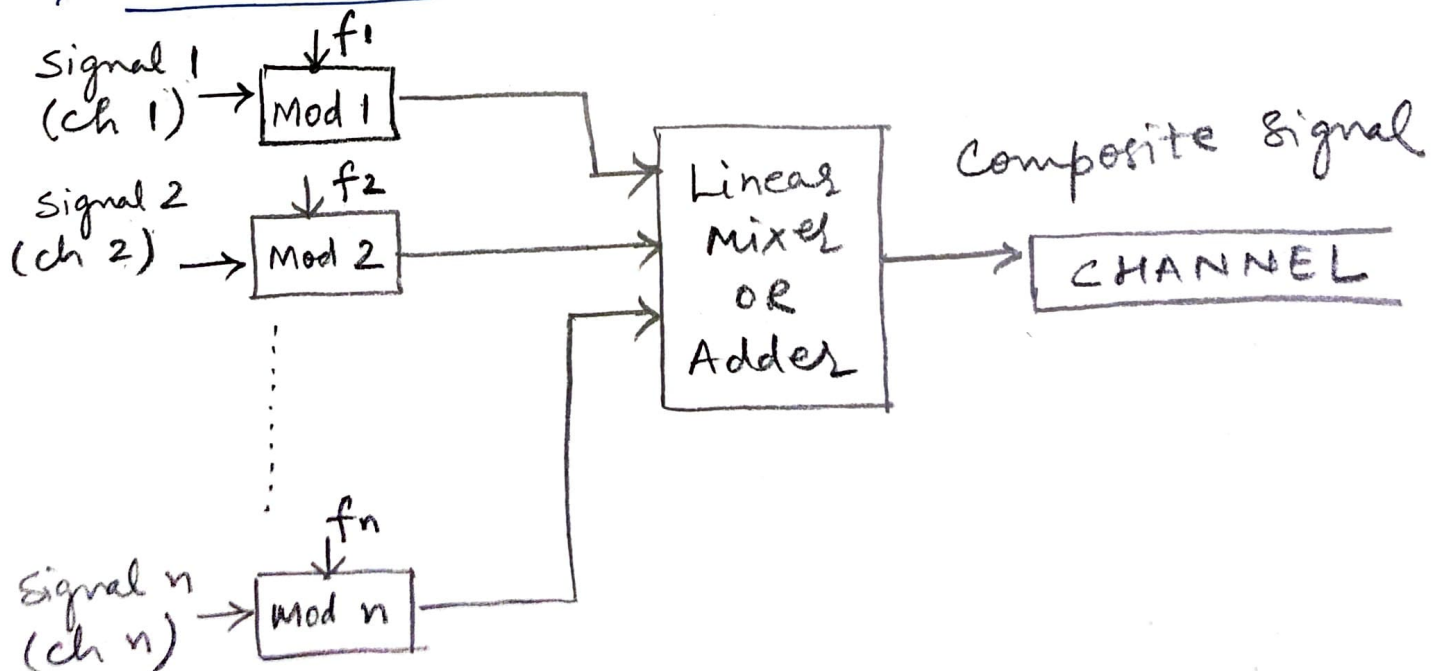 f1
Signal 1
(ch 1)
Mod 1
f2
Signal 2
(ch 2)
Mod 2
Linear
Mixer
OR
Adder
Composite Signal
CHANNEL
fn
Signal n
(ch n)
Mod n